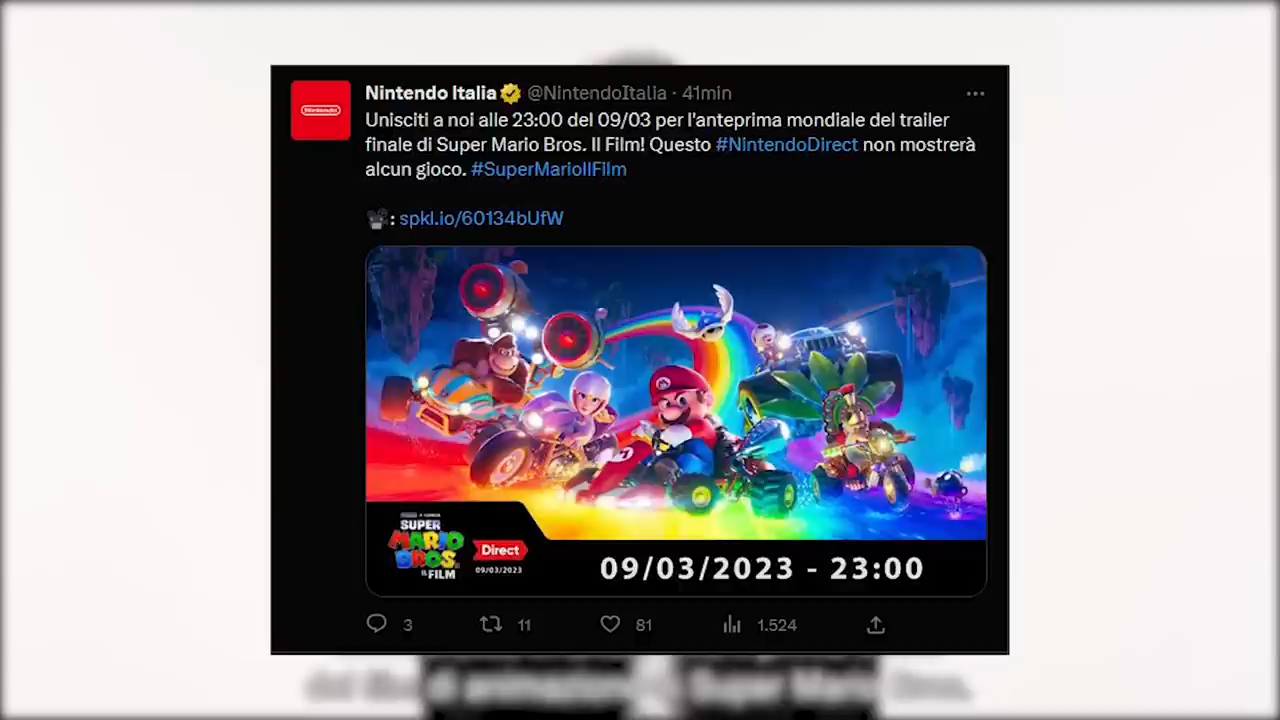 Nintendo Italia @NintendoItalia · 41min
Unisciti a noi alle 23:00 del 09/03 per l'anteprima mondiale del trailer
finale di Super Mario Bros. Il Film! Questo #NintendoDirect non mostrerà
alcun gioco. #SuperMarioIlFilm
: spkl.io/60134bUfW
Nintendo
SUPER
MARIO
BROS.
IL FILM
Direct
09/03/2023
09/03/2023 - 23:00
3 11 81 1.524